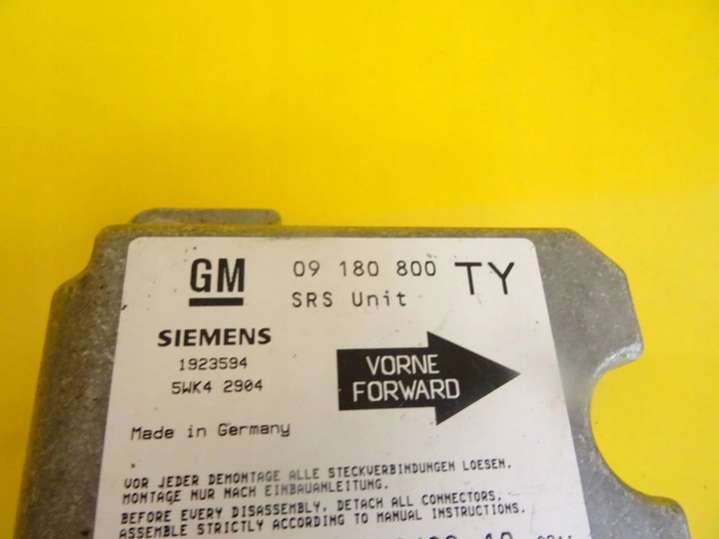 GM 09 180 800 TY
SRS Unit
SIEMENS
1923594
5WK4 2904
VORNE
FORWARD
Made in Germany
VOR JEDER DEMONTAGE ALLE STECKVERBINDUNGEN LOESEN.
MONTAGE NUR NACH EINBAUANLEITUNG.
BEFORE EVERY DISASSEMBLY, DETACH ALL CONNECTORS,
ASSEMBLE STRICTLY ACCORDING TO MANUAL INSTRUCTIONS.